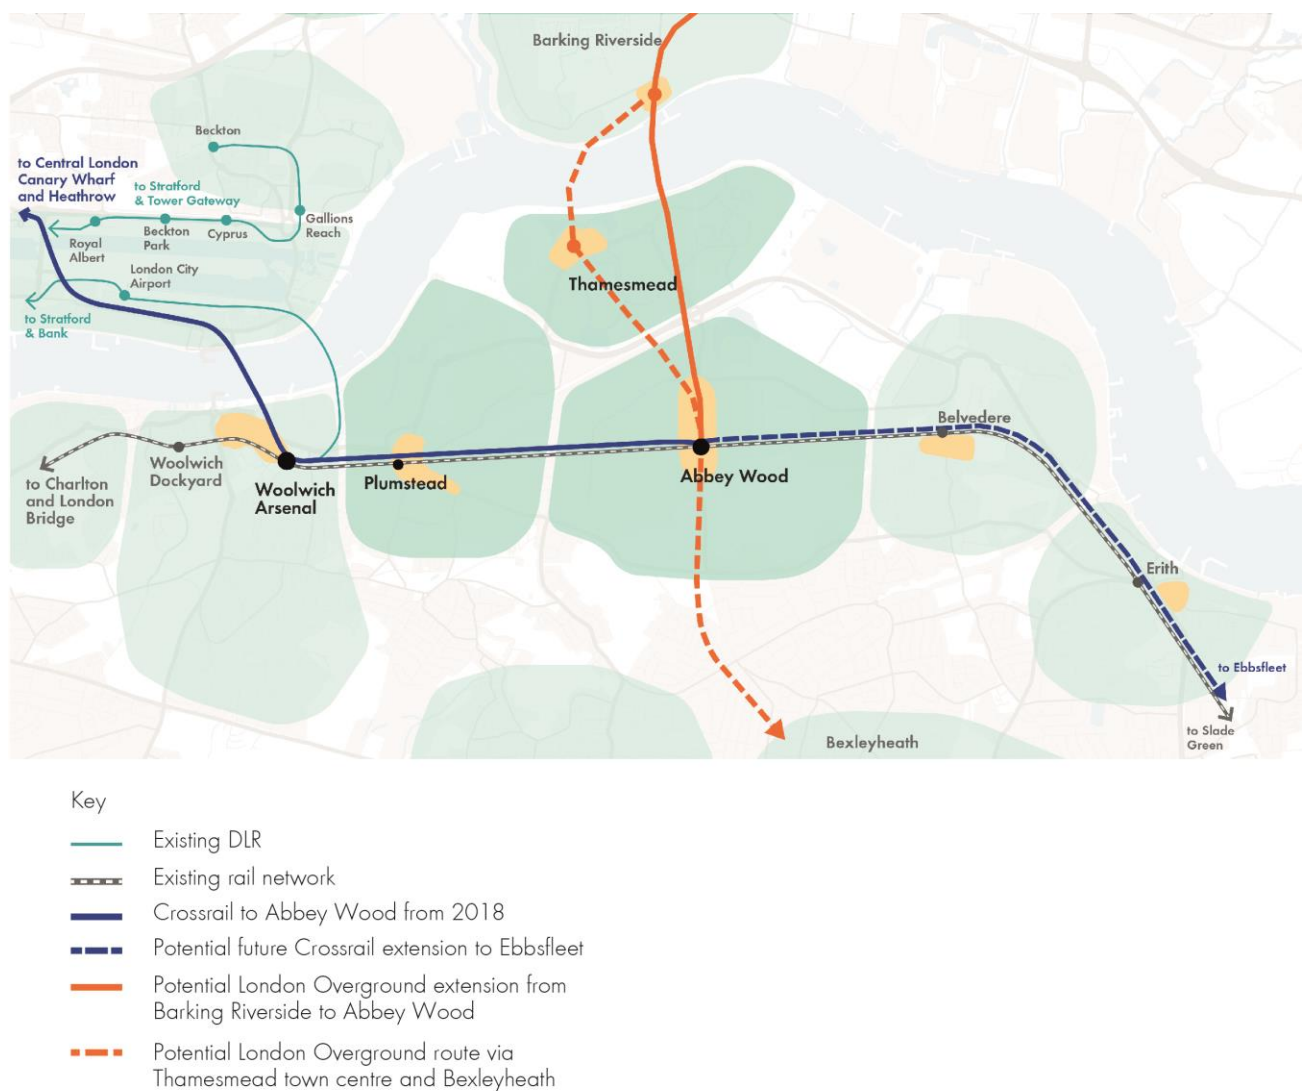 Barking Riverside
Beckton
to Central London
Canary Wharf
and Heathrow
to Stratford
& Tower Gateway
Royal
Albert
Beckton
Park
Cyprus
Gallions
Reach
London City
Airport
to Stratford
& Bank
Thamesmead
Belvedere
to Charlton
and London
Bridge
Woolwich
Dockyard
Woolwich
Arsenal
Plumstead
Abbey Wood
Erith
to Ebbsfleet
to Slade
Green
Bexleyheath
Key
Existing DLR
Existing rail network
Crossrail to Abbey Wood from 2018
Potential future Crossrail extension to Ebbsfleet
Potential London Overground extension from
Barking Riverside to Abbey Wood
Potential London Overground route via
Thamesmead town centre and Bexleyheath